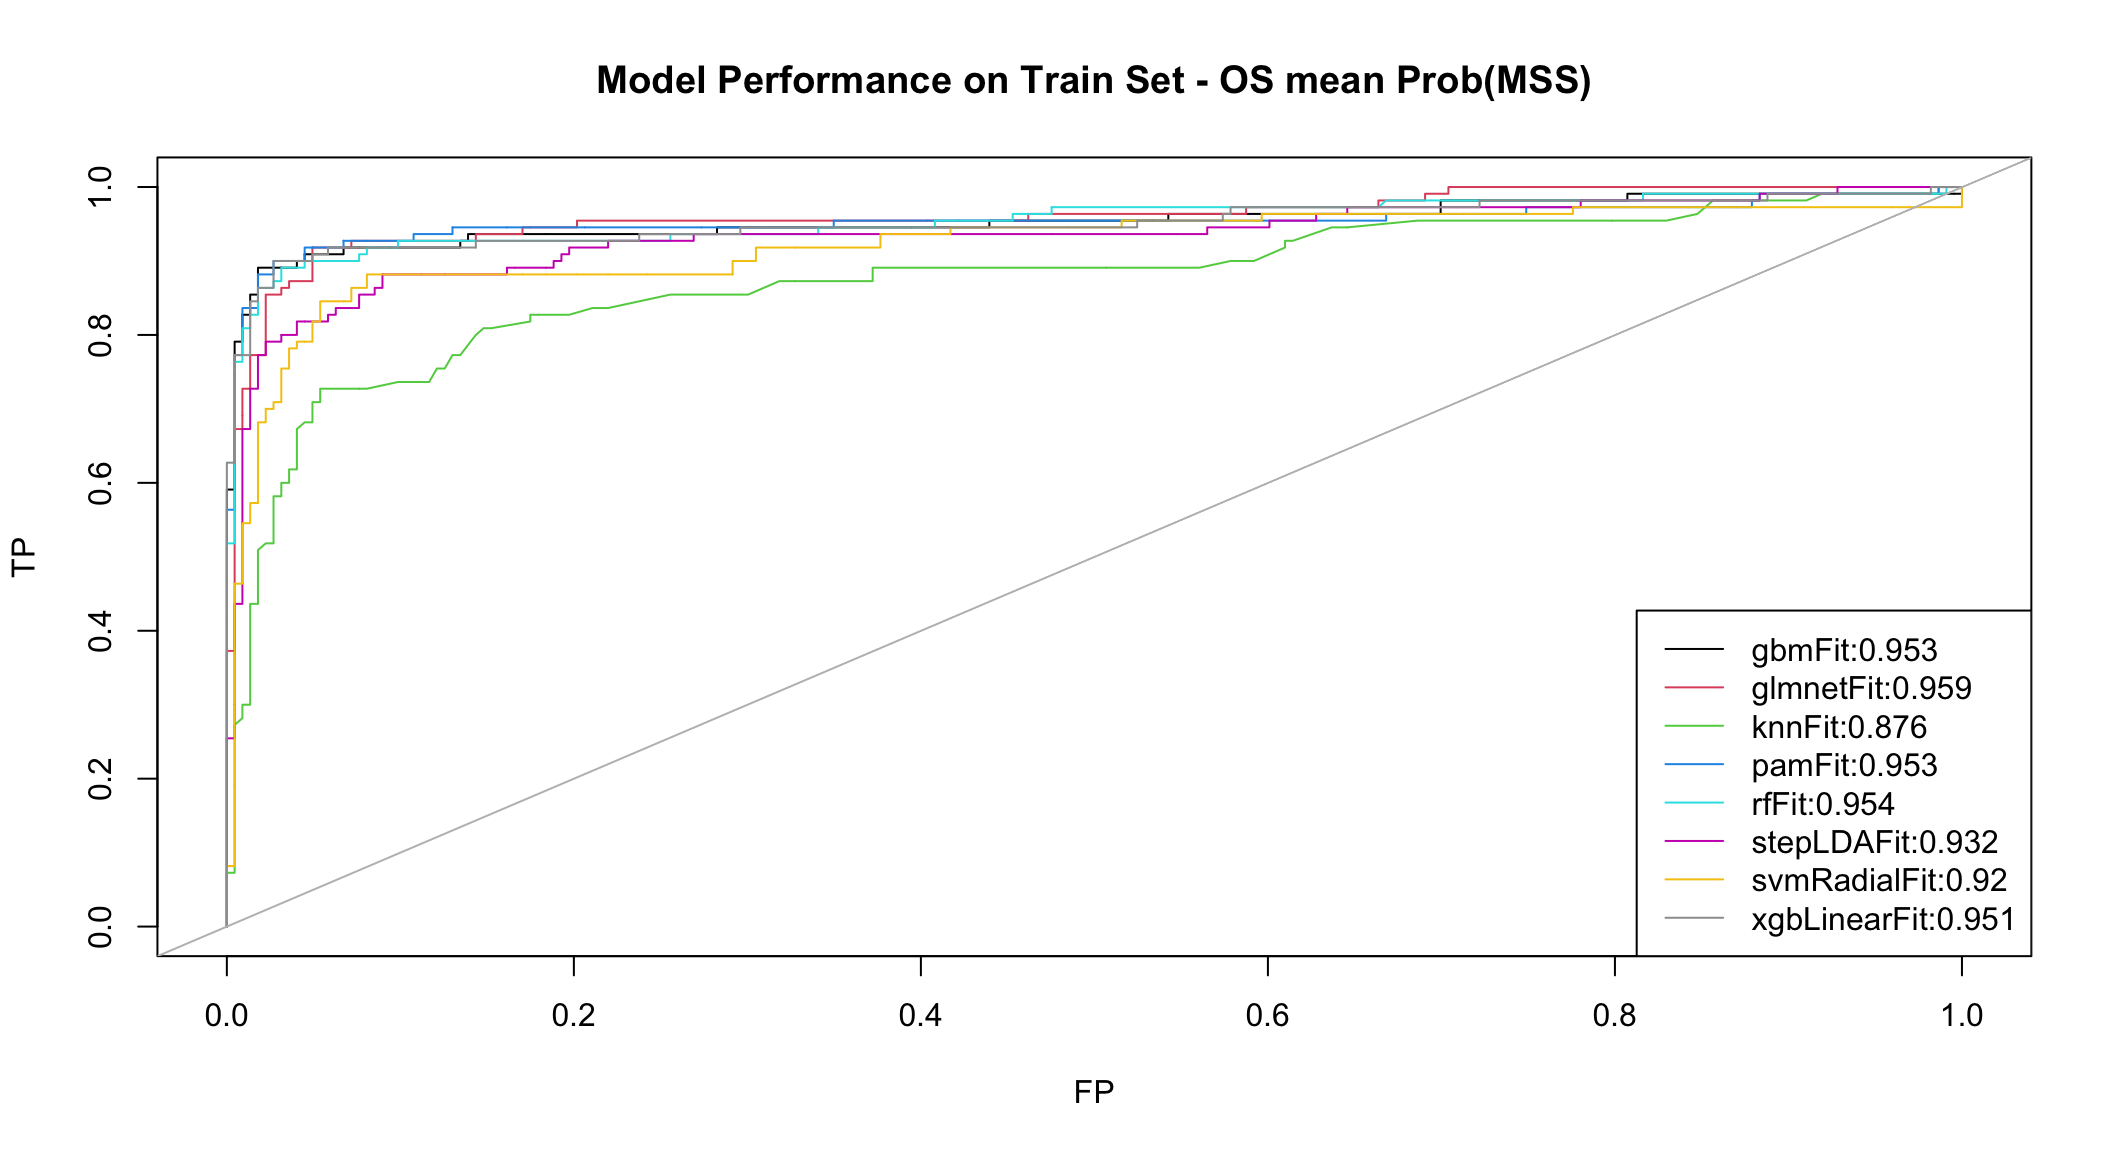 Model Performance on Train Set - OS mean Prob(MSS)
1.0
0.8
0.6
0.4
0.2
0.0
TP
gbmFit:0.953
glmnetFit:0.959
knnFit:0.876
pamFit:0.953
rfFit:0.954
stepLDAFit:0.932
svmRadialFit:0.92
xgbLinearFit:0.951
0.0 0.2 0.4 0.6 0.8 1.0
FP